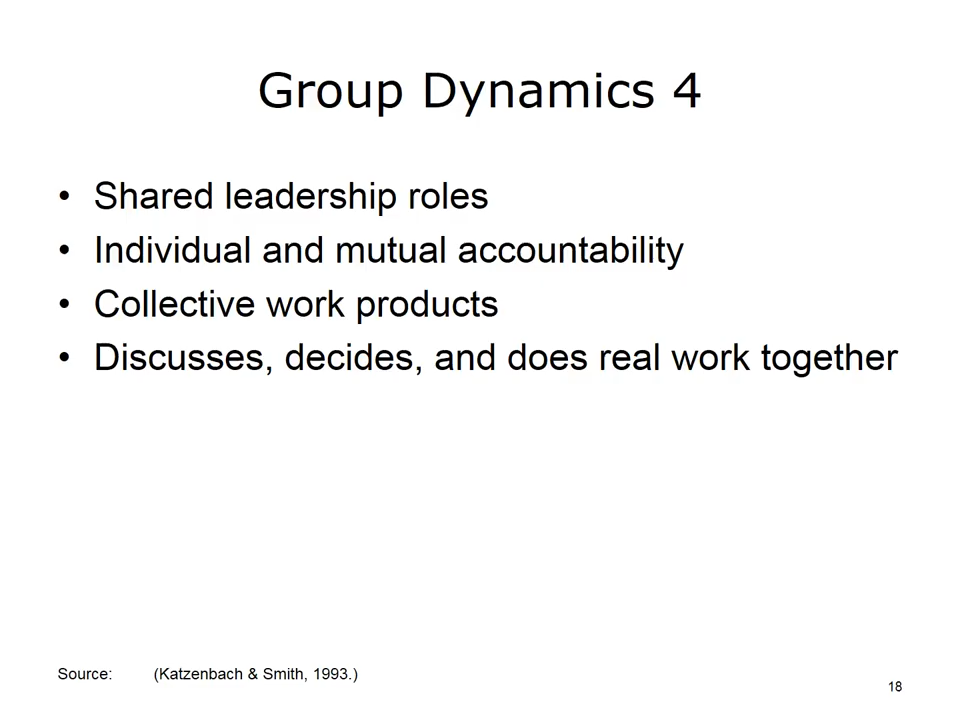 Group Dynamics 4
• Shared leadership roles
• Individual and mutual accountability
• Collective work products
• Discusses, decides, and does real work together
Source: (Katzenbach & Smith, 1993.)
18